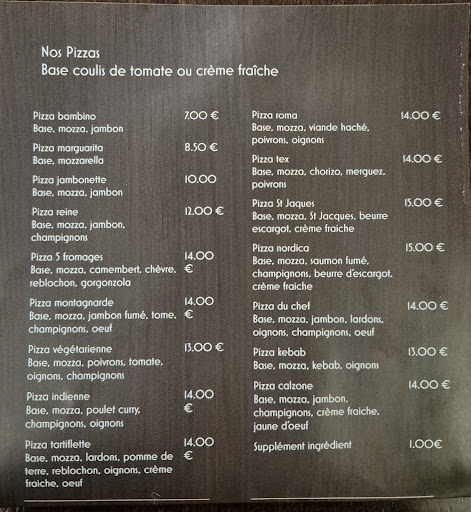 Nos Pizzas
Base coulis de tomate ou crème fraîche
Pizza bambino 7.00 €
Base, mozza, jambon
Pizza marguarita 8.50 €
Base, mozzarella
Pizza jambonette 10.00
Base, mozza, jambon
Pizza reine 12.00 €
Base, mozza, jambon,
champignons
Pizza 5 fromages 14.00
Base, mozza, camembert, chèvre, €
reblochon, gorgonzola
Pizza montagnarde 14.00
Base, mozza, jambon fumé, tome, €
champignons, oeuf
Pizza végétarienne 13.00 €
Base, mozza, poivrons, tomate,
oignons, champignons
Pizza indienne 14.00
Base, mozza, poulet curry, €
champignons, oignons
Pizza tartiflette 14.00
Base, mozza, lardons, pomme de €
terre, reblochon, oignons, crème
fraiche, oeuf
Pizza roma 14.00 €
Base, mozza, viande haché,
poivrons, oignons
Pizza tex 14.00 €
Base, mozza, chorizo, merguez,
poivrons
Pizza St Jaques 15.00 €
Base, mozza, St Jacques, beurre
escargot, crème fraiche
Pizza nordica 15.00 €
Base, mozza, saumon fumé,
champignons, beurre d'escargot,
crème fraiche
Pizza du chef 14.00 €
Base, mozza, jambon, lardons,
oignons, champignons, oeuf
Pizza kebab 13.00 €
Base, mozza, kebab, oignons
Pizza calzone 14.00 €
Base, mozza, jambon,
champignons, crème fraiche,
jaune d'oeuf
Supplément ingrédient 1.00€